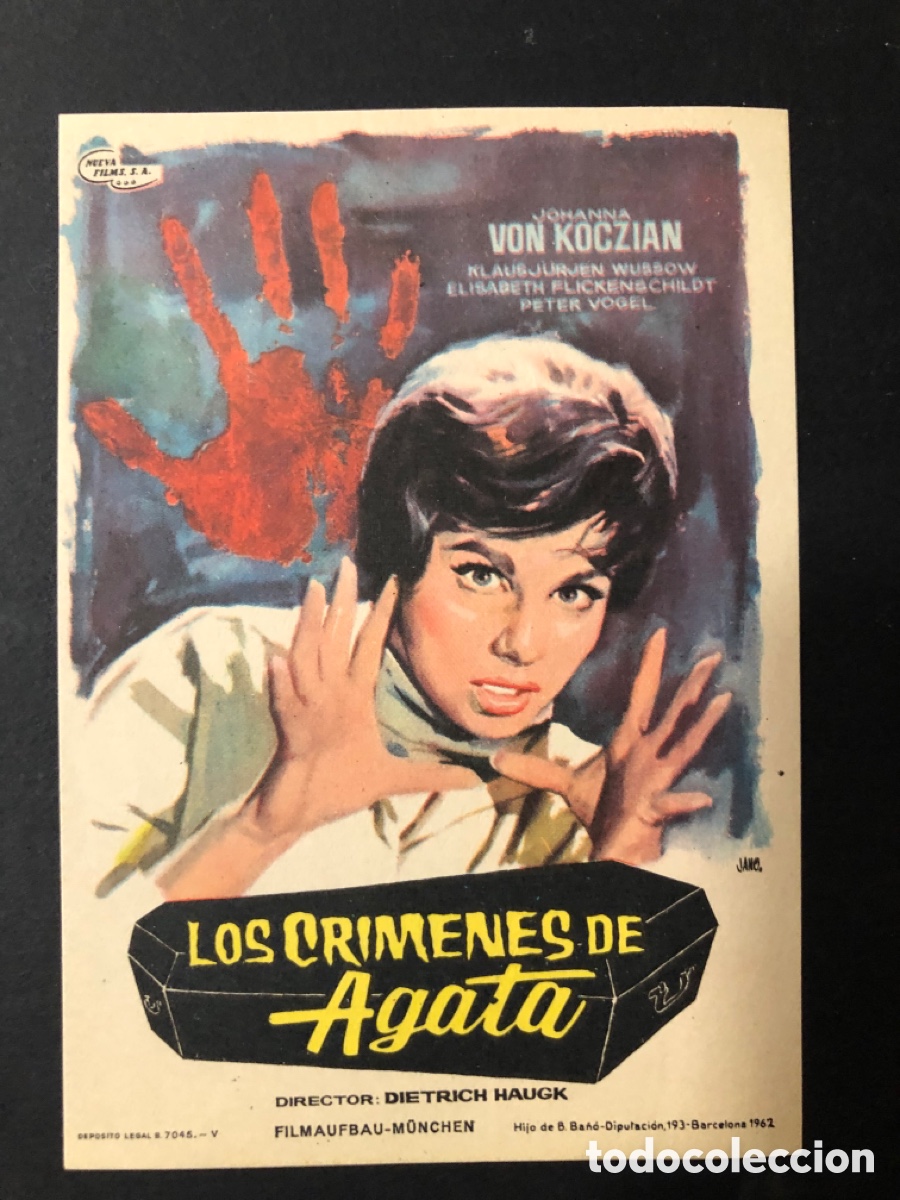 NUEVA
FILMS. S. A.
JOHANNA
VON KOCZIAN
KLAUSJÜRJEN WUSSOW
ELISABETH FLICKENSCHILDT
PETER VOGEL
JANO.
LOS CRIMENES DE
Agata
DIRECTOR: DIETRICH HAUGK
DEPOSITO LEGAL B. 7045. - V
FILMAUFBAU-MÜNCHEN
Hijo de B. Bañó-Diputación, 193-Barcelona 1962
todocoleccion